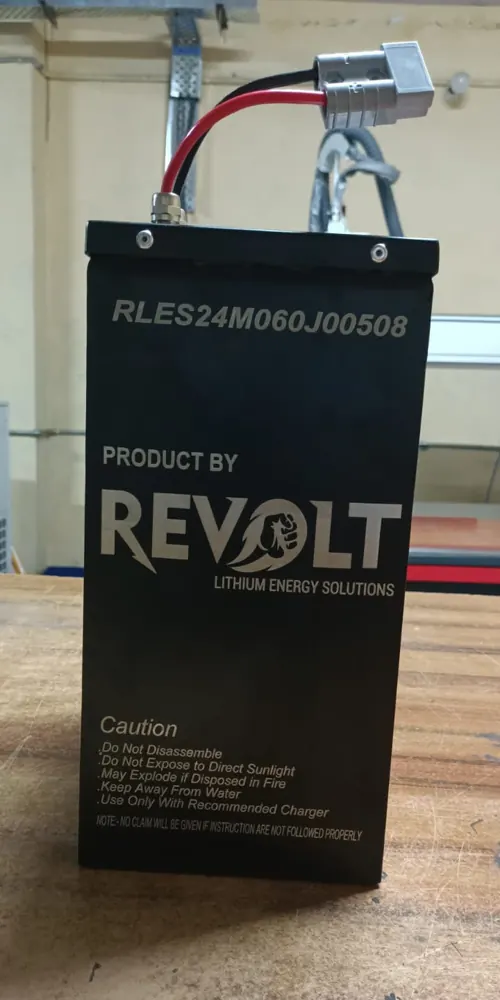 RLES24M060J00508
PRODUCT BY
REVOLT
LITHIUM ENERGY SOLUTIONS
Caution
.Do Not Disassemble
.Do Not Expose to Direct Sunlight
.May Explode if Disposed in Fire
.Keep Away From Water
.Use Only With Recommended Charger
NOTE:- NO CLAIM WILL BE GIVEN IF INSTRUCTION ARE NOT FOLLOWED PROPERLY